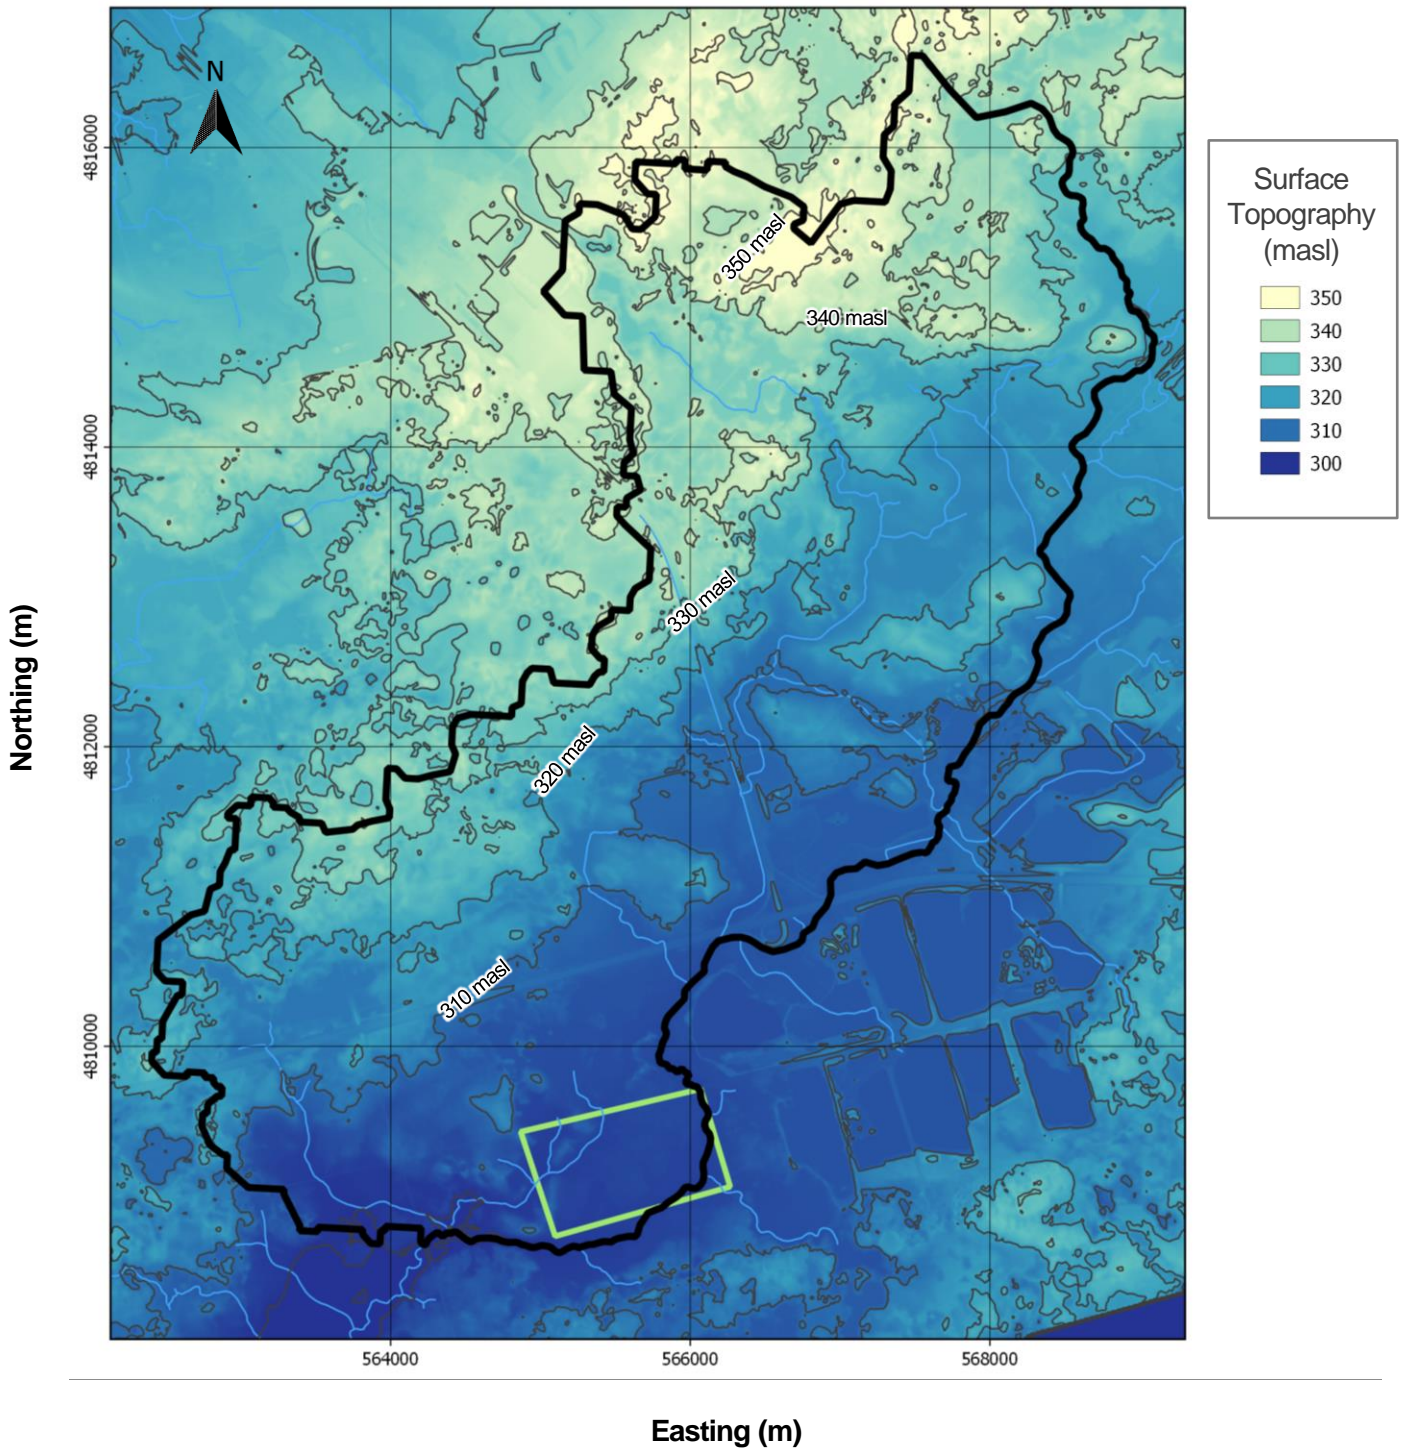 N
4816000
4814000
4812000
4810000
Northing (m)
350 masl
340 masl
330 masl
320 masl
310 masl
564000
566000
568000
Easting (m)
Surface
Topography
(masl)
350
340
330
320
310
300